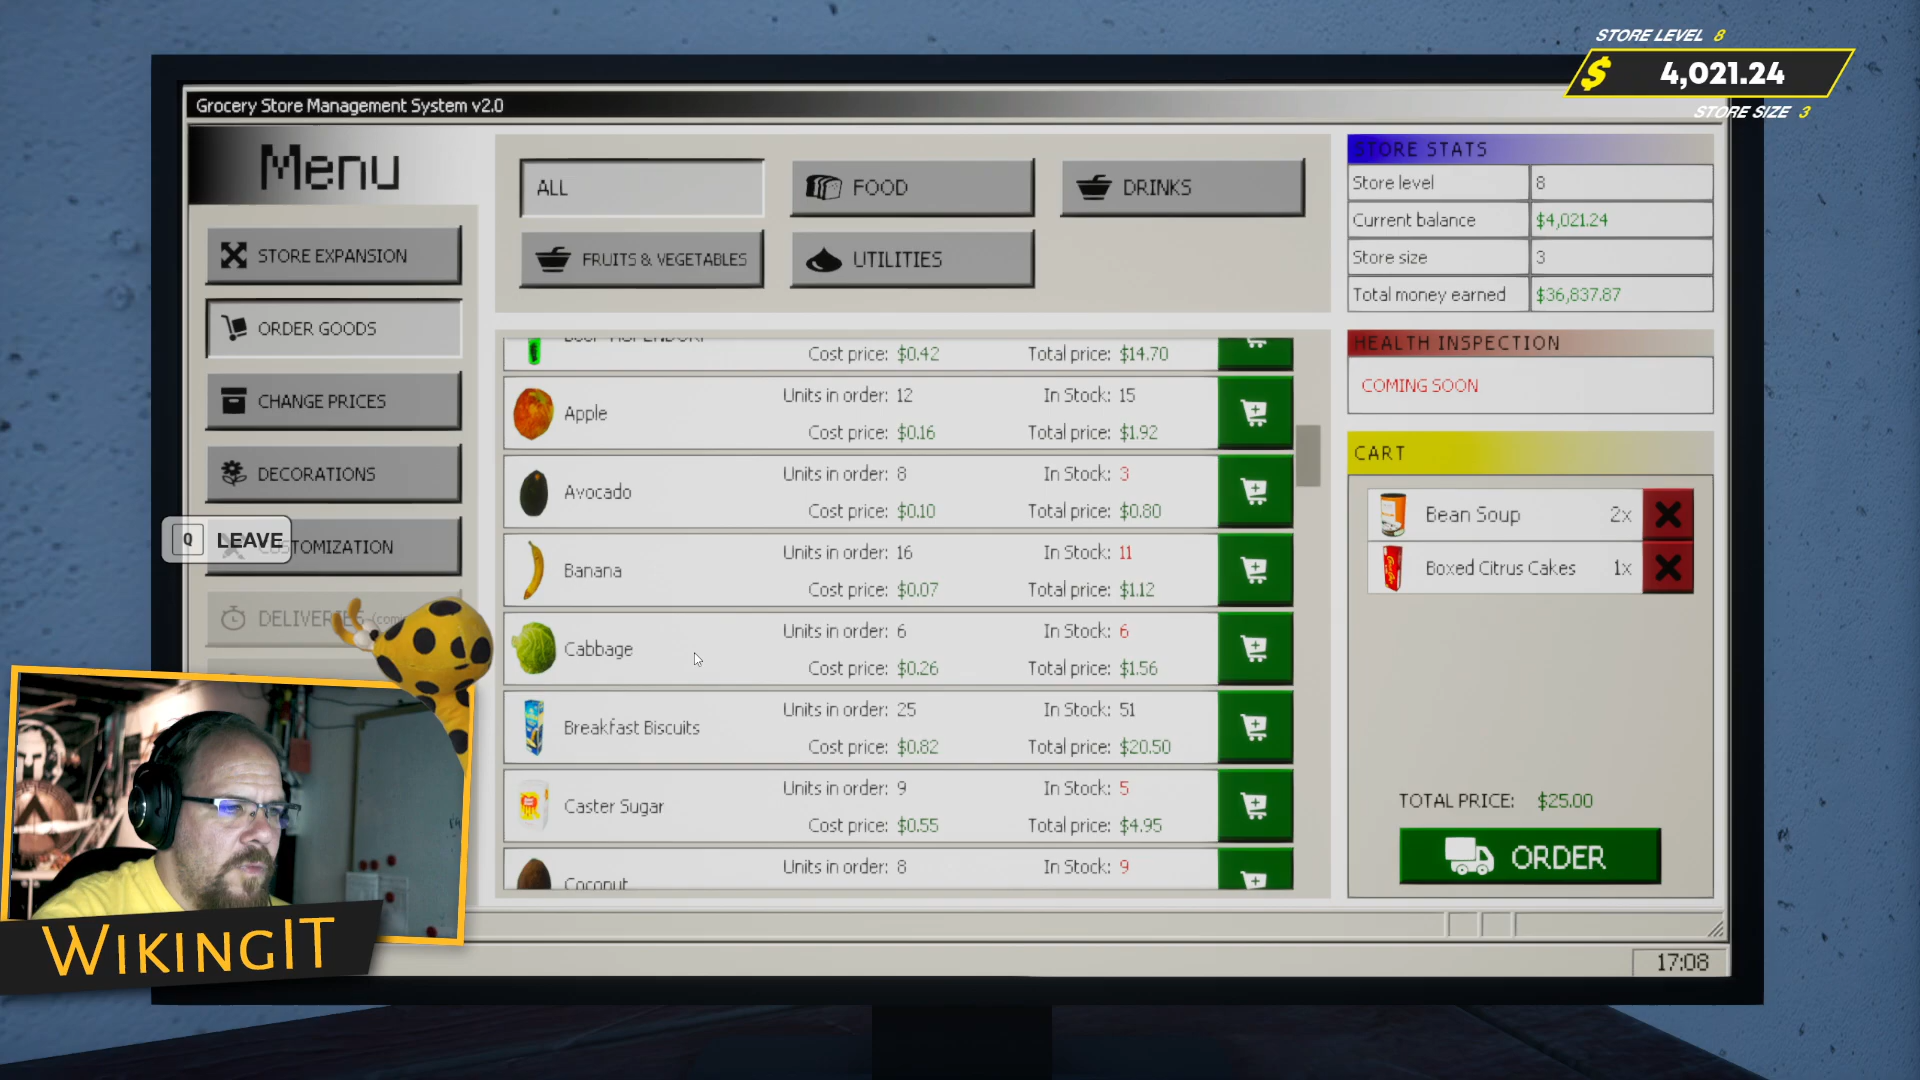 STORE LEVEL 8
$ 4,021.24
STORE SIZE 3
Grocery Store Management System v2.0
Menu
STORE EXPANSION
ORDER GOODS
CHANGE PRICES
DECORATIONS
Q LEAVE
TOMIZATION
DELIVERIES
ALL
FOOD
DRINKS
FRUITS & VEGETABLES
UTILITIES
Cost price: $0.42 Total price: $14.70
Apple
Units in order: 12 In Stock: 15
Cost price: $0.16 Total price: $1.92
Avocado
Units in order: 8 In Stock: 3
Cost price: $0.10 Total price: $0.80
Banana
Units in order: 16 In Stock: 11
Cost price: $0.07 Total price: $1.12
Cabbage
Units in order: 6 In Stock: 6
Cost price: $0.26 Total price: $1.56
Breakfast Biscuits
Units in order: 25 In Stock: 51
Cost price: $0.82 Total price: $20.50
Caster Sugar
Units in order: 9 In Stock: 5
Cost price: $0.55 Total price: $4.95
Coconut
Units in order: 8 In Stock: 9
STORE STATS
Store level 8
Current balance $4,021.24
Store size 3
Total money earned $36,837.87
HEALTH INSPECTION
COMING SOON
CART
Bean Soup 2x
Boxed Citrus Cakes 1x
TOTAL PRICE: $25.00
ORDER
17:08
WIKINGIT